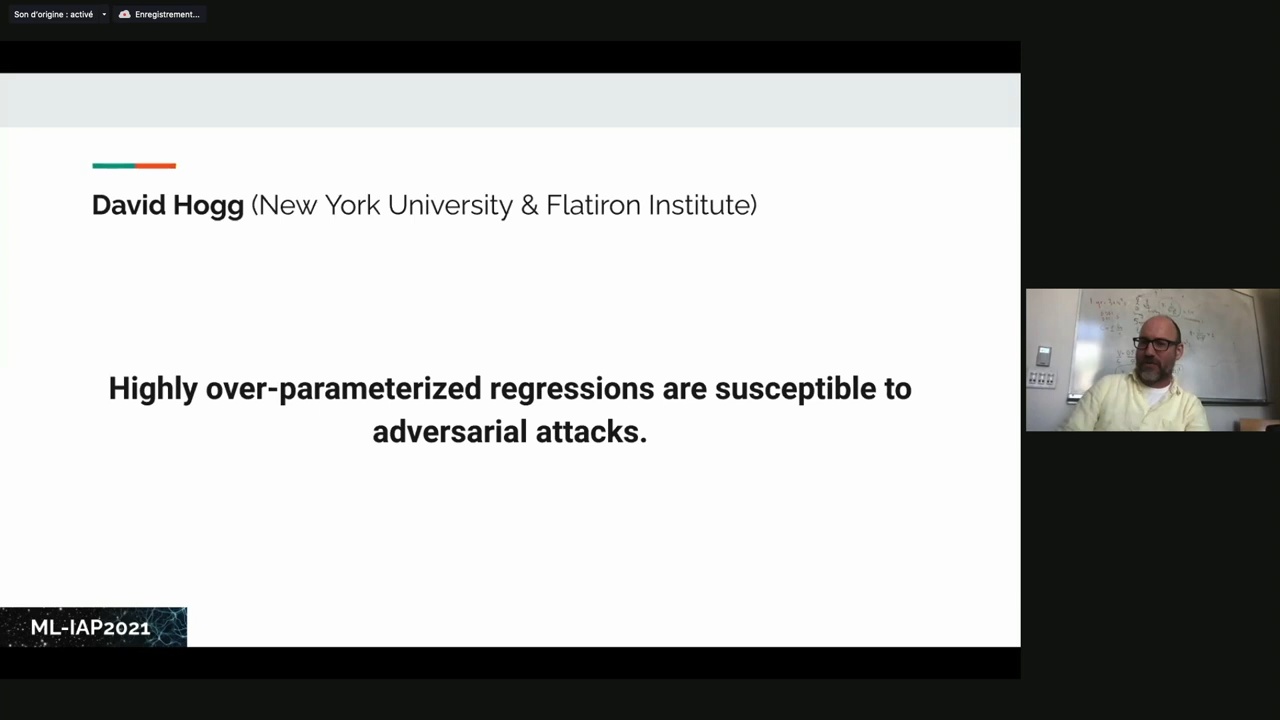 Son d'origine : activé
Enregistrement...
David Hogg (New York University & Flatiron Institute)
Highly over-parameterized regressions are susceptible to
adversarial attacks.
ML-IAP2021